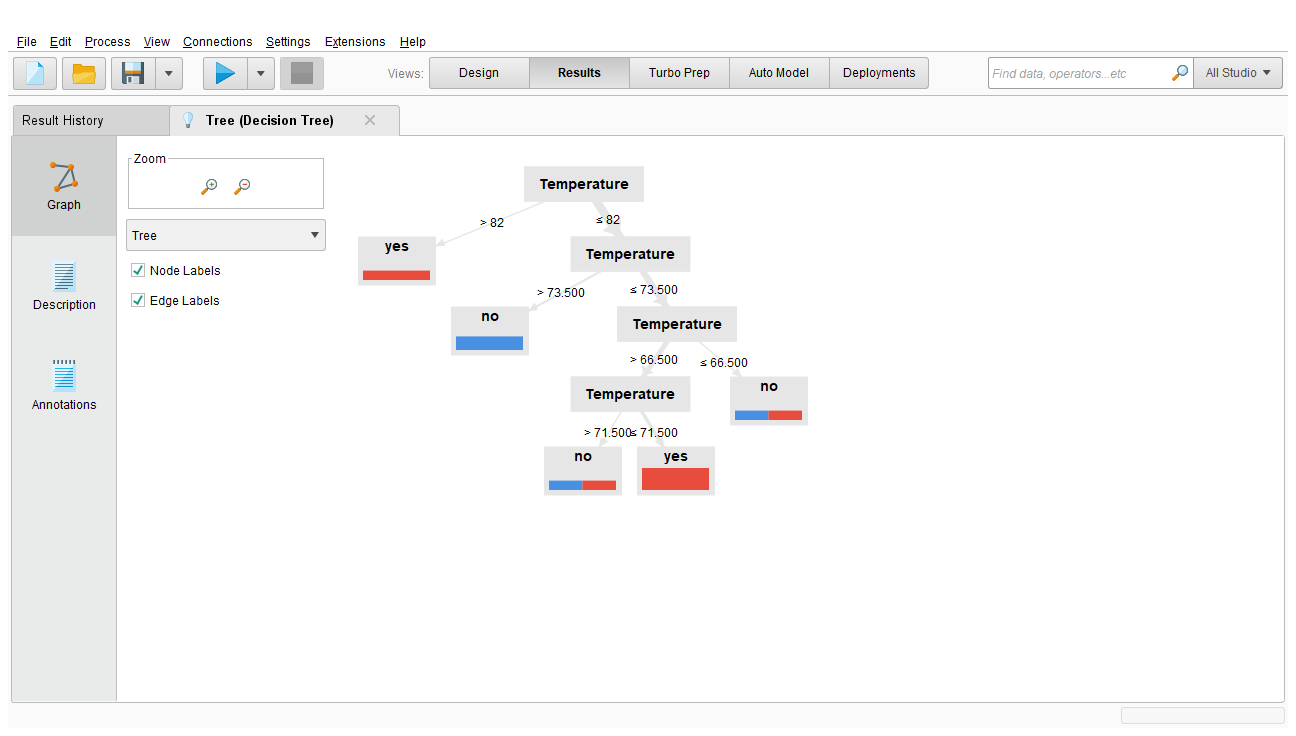 File Edit Process View Connections Settings Extensions Help
Views: Design Results Turbo Prep Auto Model Deployments Find data, operators...etc All Studio
Result History Tree (Decision Tree)
Graph
Description
Annotations
Zoom
Tree
Node Labels
Edge Labels
Temperature
> 82 ≤ 82
yes Temperature
> 73.500 ≤ 73.500
no Temperature
> 66.500 ≤ 66.500
Temperature no
> 71.500 ≤ 71.500
no yes